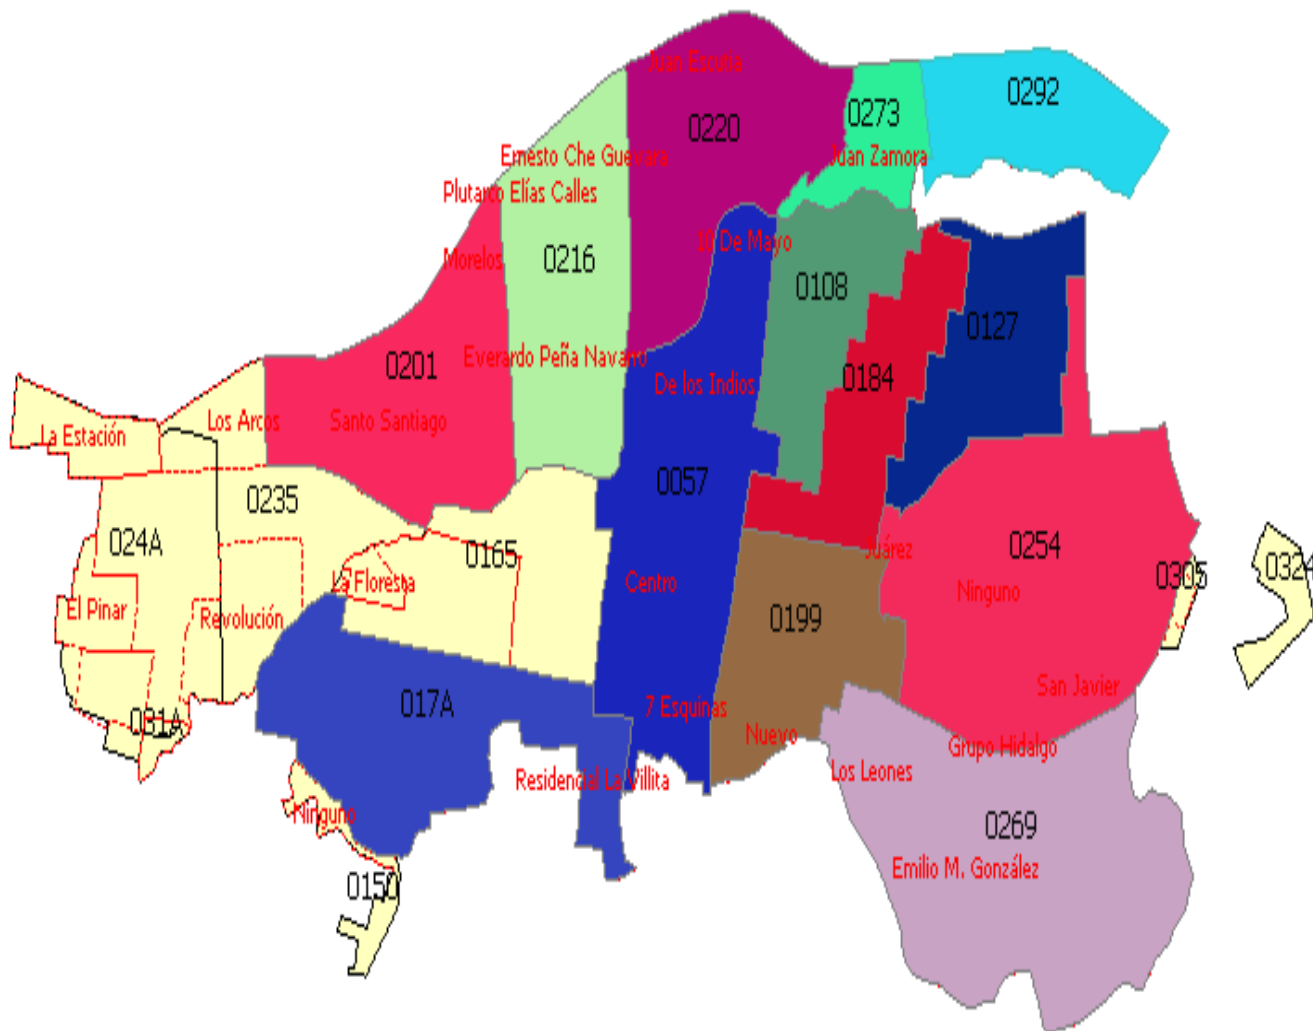 Juan Escutia
0292
0273
0220
Ernesto Che Guevara
Juan Zamora
Plutarco Elías Calles
10 De Mayo
Morelos
0216
0108
0127
Everardo Peña Navarro
0201
0184
De los Indios
Los Arcos
Santo Santiago
La Estación
0057
0235
024A
0165
0254
Juárez
0324
0305
La Floresta
Centro
Ninguno
El Pinar
Revolución
0199
San Javier
017A
7 Esquinas
031A
Nuevo
Grupo Hidalgo
Los Leones
Residencial La Villita
Ninguno
0269
Emilio M. González
0150